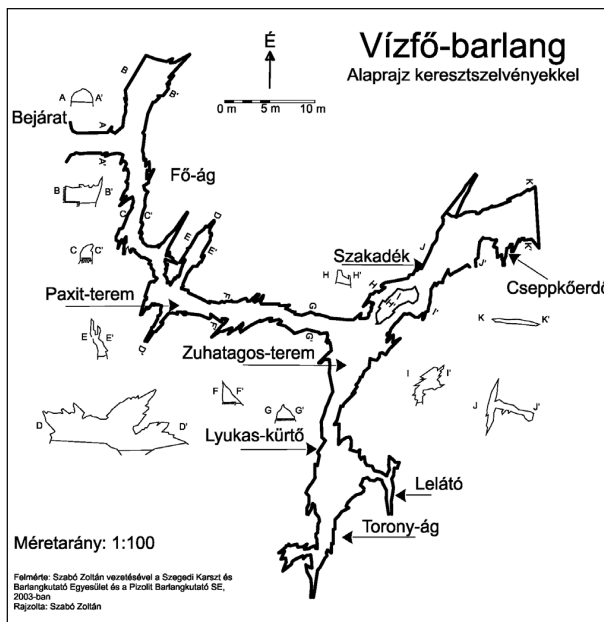 Vízfő-barlang
Alaprajz keresztszelvényekkel
É
0 m 5 m 10 m
Bejárat
Fő-ág
Szakadék
Cseppkőerdő
Paxit-terem
Zuhatagos-terem
Lyukas-kürtő
Lelátó
Torony-ág
A A'
A
A'
B
B'
B B'
C
C'
C C'
D
D'
E
E'
E E'
D D'
F
F'
F F'
G
G'
G G'
H
H'
H H'
I
I'
I I'
J
J'
J J'
K
K'
K K'
Méretarány: 1:100
Felmérte: Szabó Zoltán vezetésével a Szegedi Karszt és
Barlangkutató Egyesület és a Pizolit Barlangkutató SE,
2003-ban
Rajzolta: Szabó Zoltán